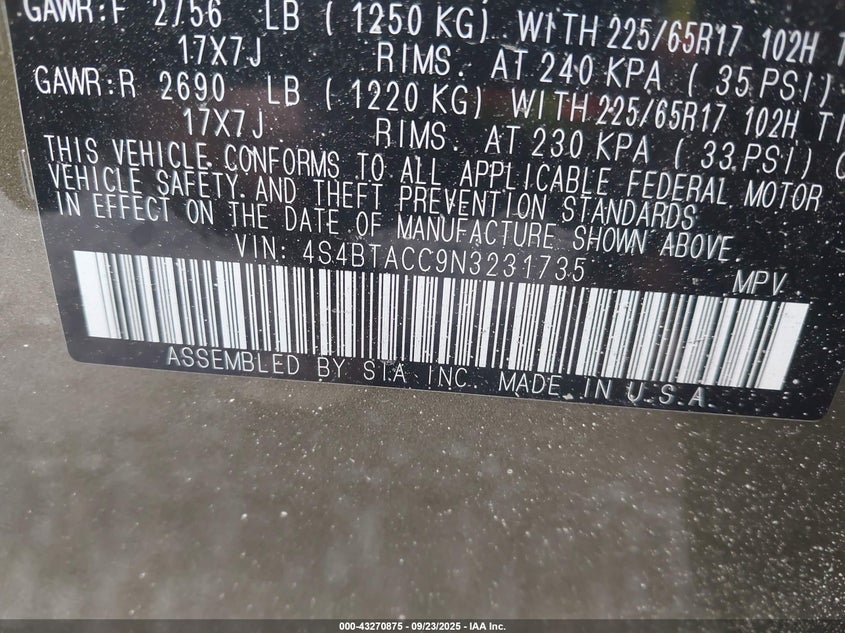 GAWR:F 2756 LB ( 1250 KG) WITH 225/65R17 102H
17X7J RIMS. AT 240 KPA ( 35 PSI)
GAWR:R 2690 LB ( 1220 KG) WITH 225/65R17 102H
17X7J RIMS. AT 230 KPA ( 33 PSI)
THIS VEHICLE CONFORMS TO ALL APPLICABLE FEDERAL MOTOR
VEHICLE SAFETY AND THEFT PREVENTION STANDARDS
IN EFFECT ON THE DATE OF MANUFACTURE SHOWN ABOVE.
VIN: 4S4BTACC9N3231735 MPV
ASSEMBLED BY SIA INC. MADE IN U.S.A.
000-43270875 - 09/23/2025 - IAA Inc.